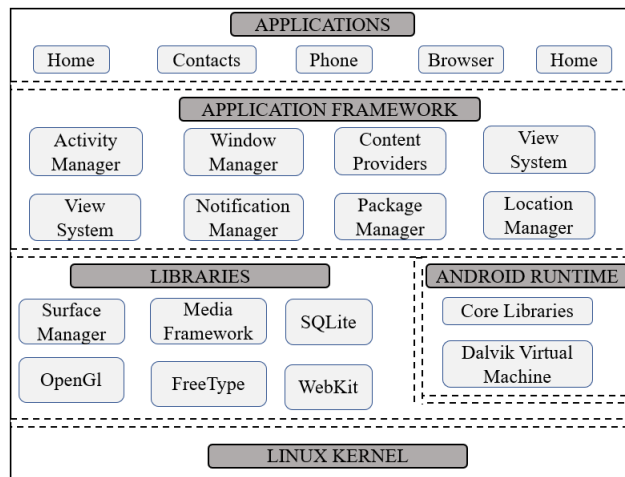 APPLICATIONS
Home
Contacts
Phone
Browser
Home
APPLICATION FRAMEWORK
Activity
Manager
Window
Manager
Content
Providers
View
System
View
System
Notification
Manager
Package
Manager
Location
Manager
LIBRARIES
Surface
Manager
Media
Framework
SQLite
OpenGl
FreeType
WebKit
ANDROID RUNTIME
Core Libraries
Dalvik Virtual
Machine
LINUX KERNEL